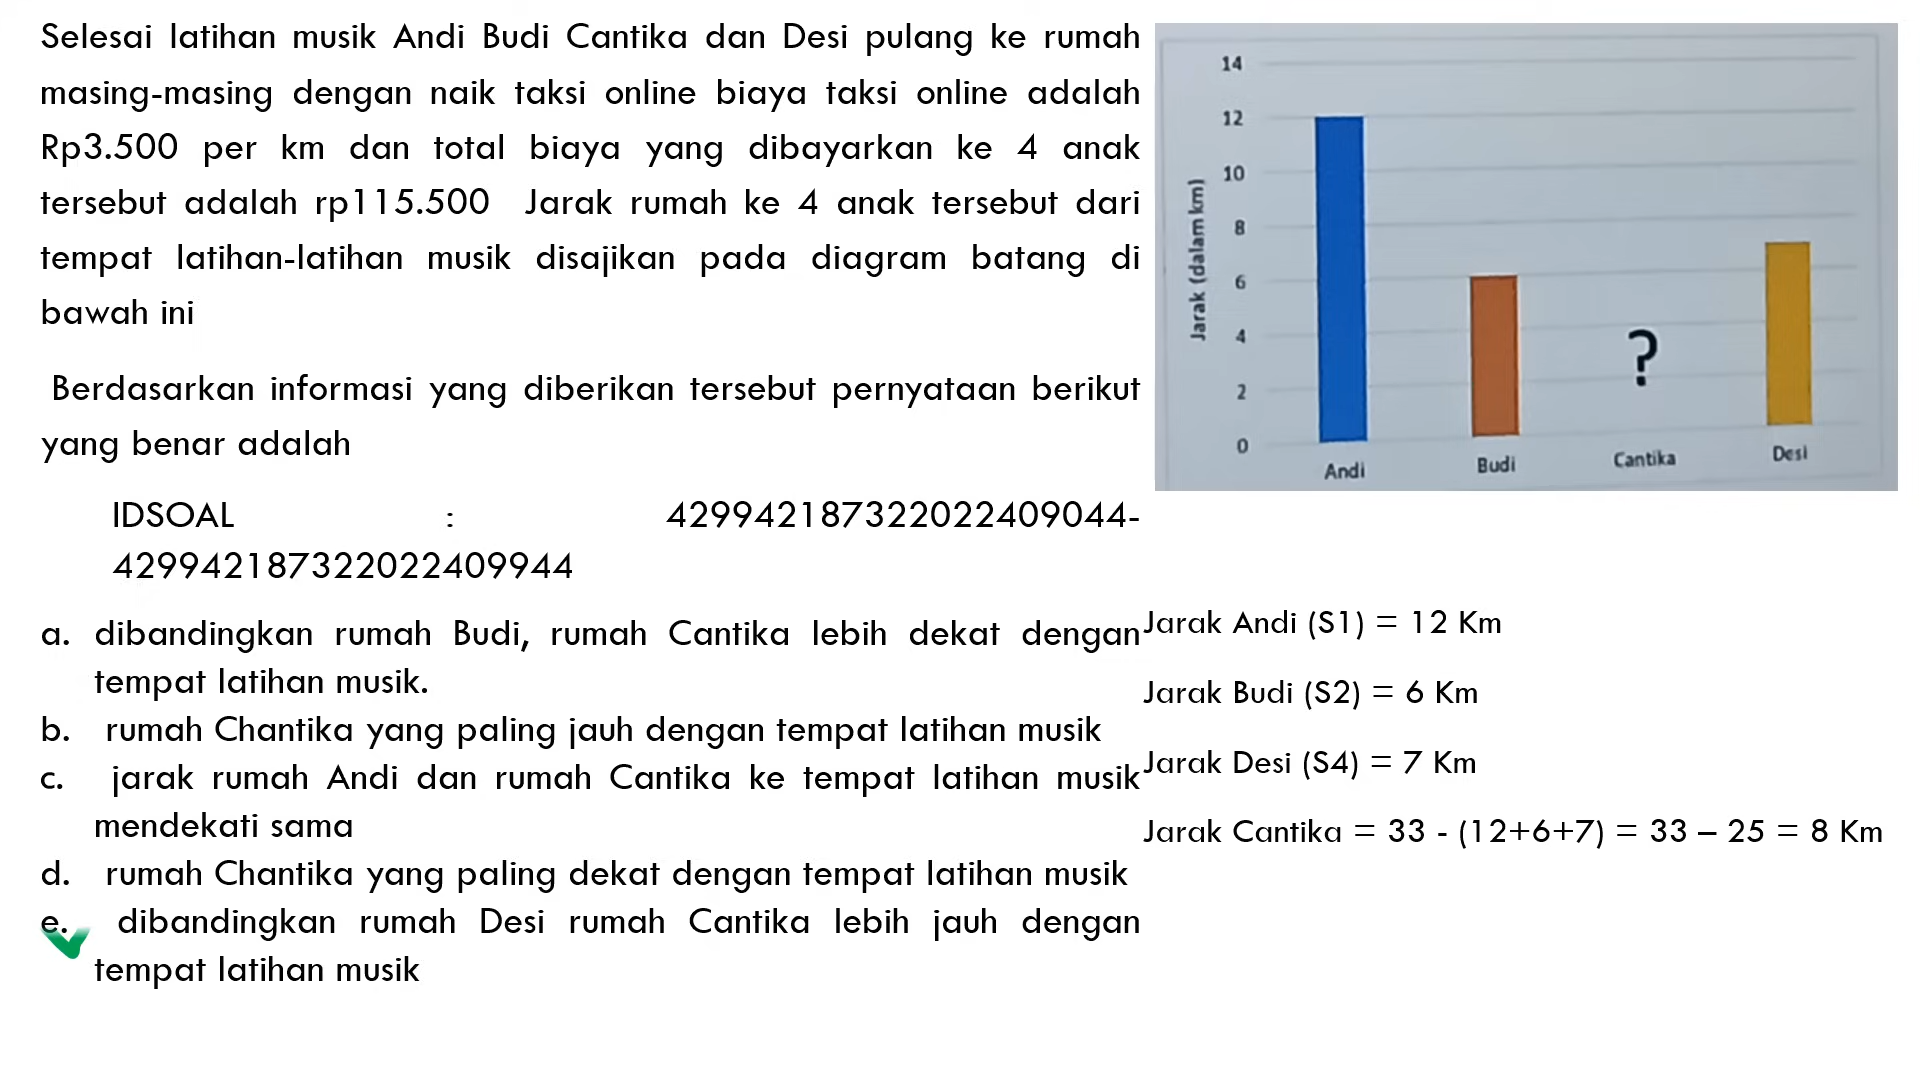 Selesai latihan musik Andi Budi Cantika dan Desi pulang ke rumah
masing-masing dengan naik taksi online biaya taksi online adalah
Rp3.500 per km dan total biaya yang dibayarkan ke 4 anak
tersebut adalah rp115.500 Jarak rumah ke 4 anak tersebut dari
tempat latihan-latihan musik disajikan pada diagram batang di
bawah ini
Berdasarkan informasi yang diberikan tersebut pernyataan berikut
yang benar adalah
IDSOAL : 429942187322022409044-
429942187322022409944
a. dibandingkan rumah Budi, rumah Cantika lebih dekat dengan
tempat latihan musik.
b. rumah Chantika yang paling jauh dengan tempat latihan musik
c. jarak rumah Andi dan rumah Cantika ke tempat latihan musik
mendekati sama
d. rumah Chantika yang paling dekat dengan tempat latihan musik
e. dibandingkan rumah Desi rumah Cantika lebih jauh dengan
tempat latihan musik
Jarak (dalam km)
14
12
10
8
6
4
2
0
?
Andi Budi Cantika Desi
Jarak Andi (S1) = 12 Km
Jarak Budi (S2) = 6 Km
Jarak Desi (S4) = 7 Km
Jarak Cantika = 33 - (12+6+7) = 33 – 25 = 8 Km